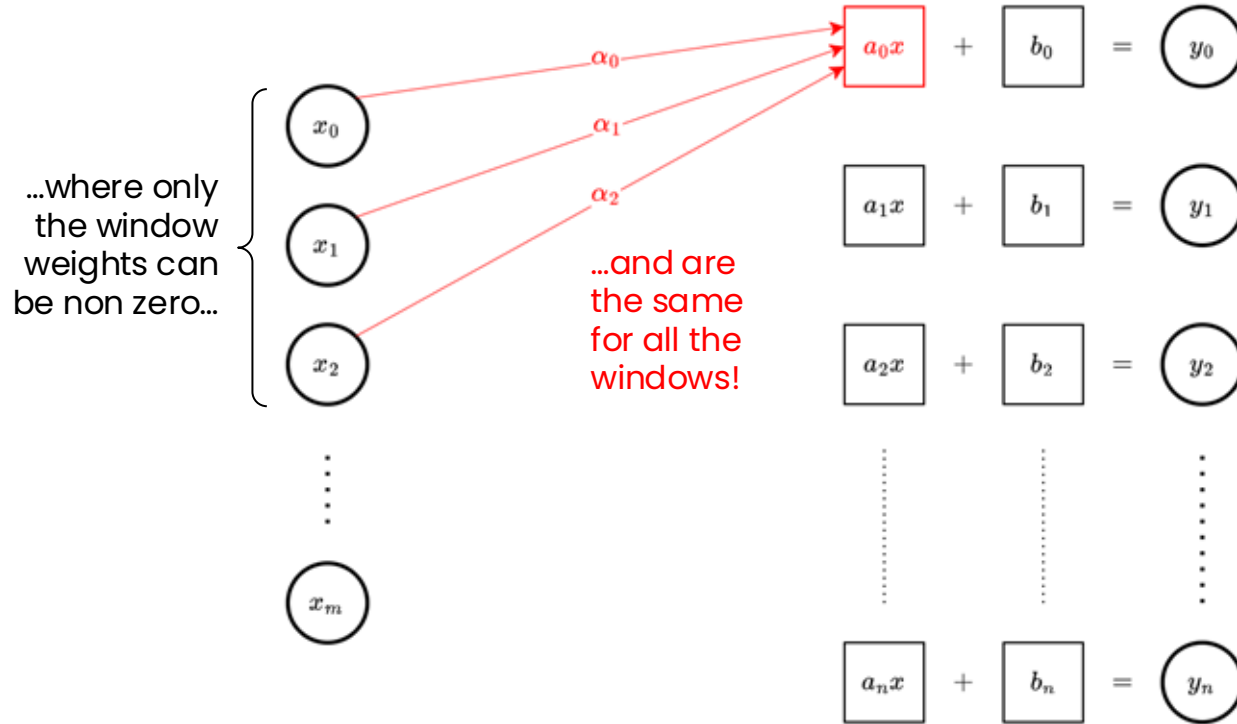 α₀
a₀x + b₀ = y₀
x₀
α₁
…where only
the window
weights can
be non zero…
α₂
a₁x + b₁ = y₁
x₁
…and are
the same
for all the
windows!
x₂
a₂x + b₂ = y₂
xₘ
aₙx + bₙ = yₙ